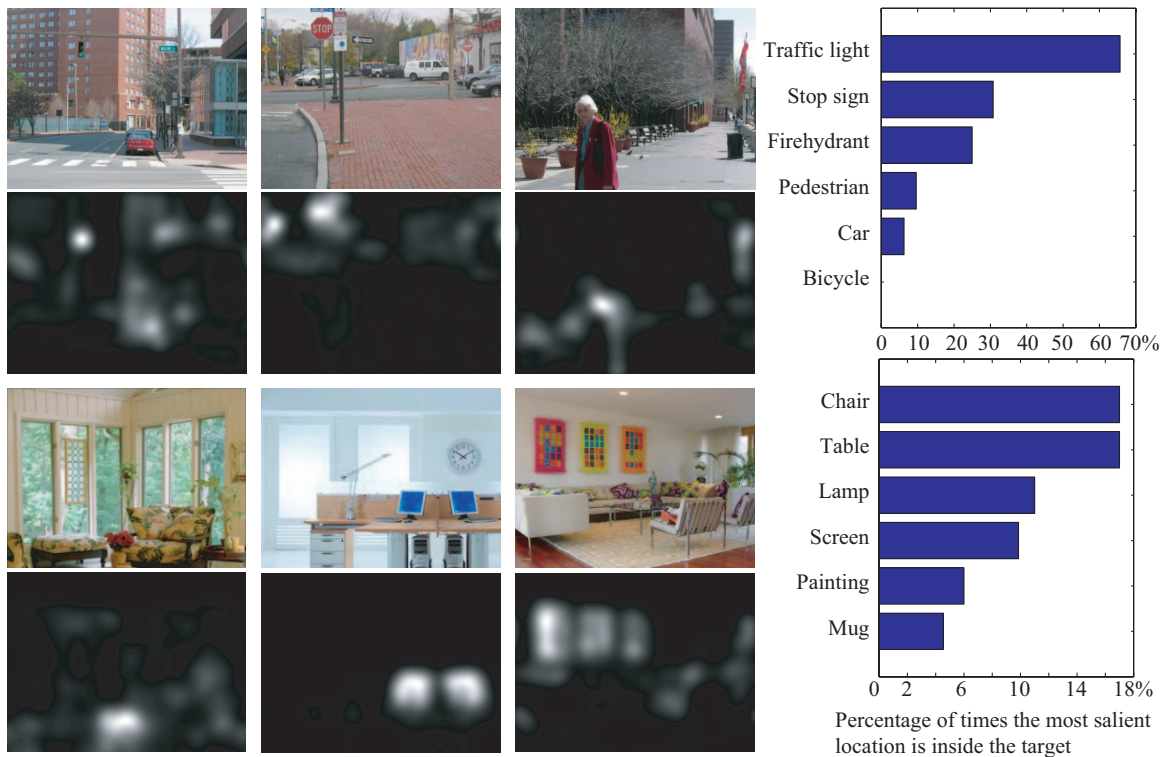 STOP
Traffic light
Stop sign
Firehydrant
Pedestrian
Car
Bicycle
0 10 20 30 40 50 60 70%
Chair
Table
Lamp
Screen
Painting
Mug
0 2 6 10 14 18%
Percentage of times the most salient
location is inside the target